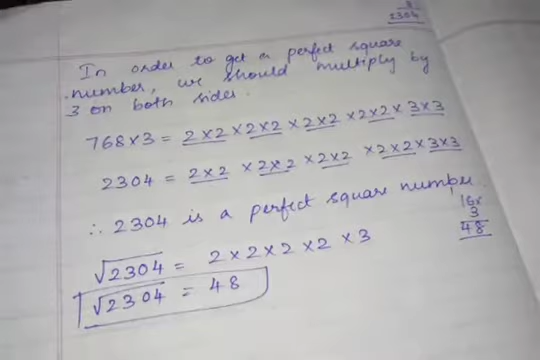 2304
In order to get a perfect square
number, we should multiply by
3 on both sides.
768×3 = 2×2 × 2×2 × 2×2 × 2×2 × 3×3
2304 = 2×2 × 2×2 × 2×2 × 2×2 × 3×3
∴ 2304 is a perfect square number.
√2304 = 2×2×2×2×3
√2304 = 48
16×
3
48